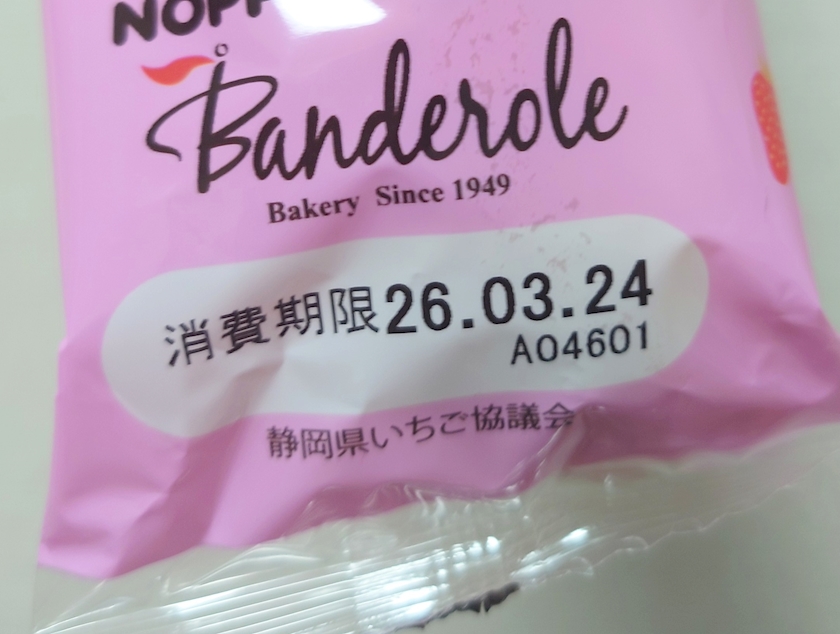 Banderole
Bakery Since 1949
消費期限26.03.24
A04601
静岡県いちご協議会